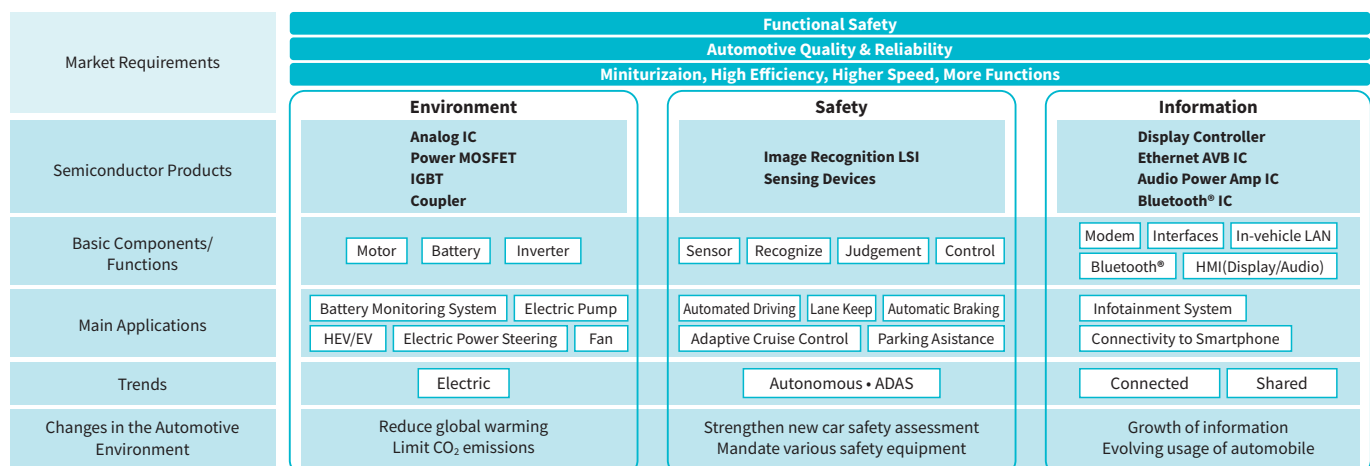 Market Requirements
Functional Safety
Automotive Quality & Reliability
Miniturizaion, High Efficiency, Higher Speed, More Functions
Environment
Safety
Information
Semiconductor Products
Analog IC
Power MOSFET
IGBT
Coupler
Image Recognition LSI
Sensing Devices
Display Controller
Ethernet AVB IC
Audio Power Amp IC
Bluetooth® IC
Basic Components/
Functions
Motor
Battery
Inverter
Sensor
Recognize
Judgement
Control
Modem
Interfaces
In-vehicle LAN
Bluetooth®
HMI(Display/Audio)
Main Applications
Battery Monitoring System
Electric Pump
HEV/EV
Electric Power Steering
Fan
Automated Driving
Lane Keep
Automatic Braking
Adaptive Cruise Control
Parking Asistance
Infotainment System
Connectivity to Smartphone
Trends
Electric
Autonomous • ADAS
Connected
Shared
Changes in the Automotive
Environment
Reduce global warming
Limit CO₂ emissions
Strengthen new car safety assessment
Mandate various safety equipment
Growth of information
Evolving usage of automobile